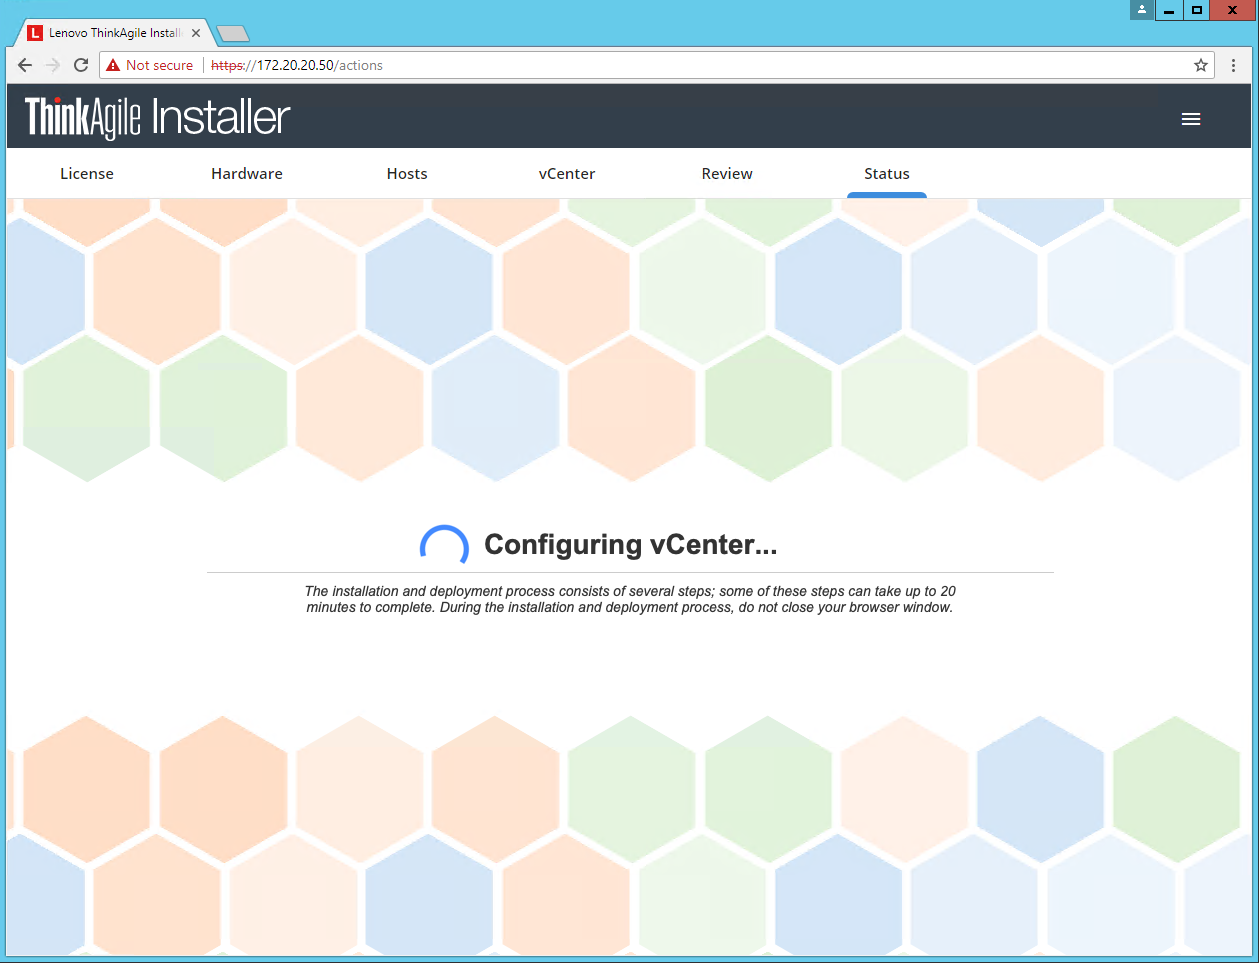 L Lenovo ThinkAgile Install
Not secure https://172.20.20.50/actions
ThinkAgile Installer
License Hardware Hosts vCenter Review Status
Configuring vCenter...
The installation and deployment process consists of several steps; some of these steps can take up to 20
minutes to complete. During the installation and deployment process, do not close your browser window.